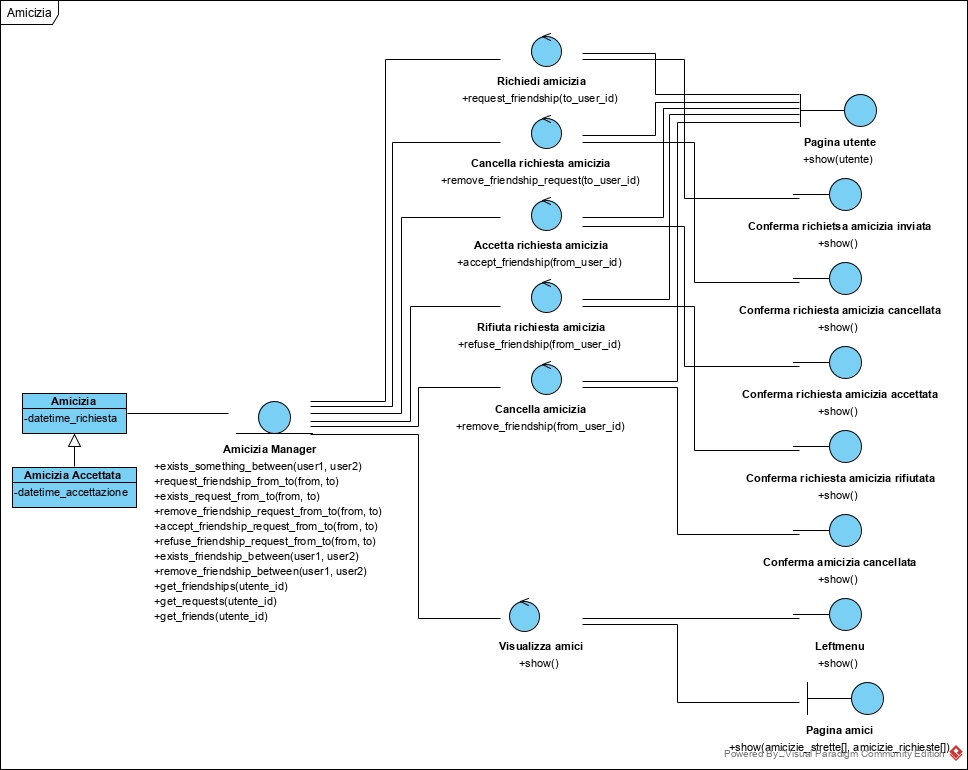 Amicizia
Richiedi amicizia
+request_friendship(to_user_id)
Cancella richiesta amicizia
+remove_friendship_request(to_user_id)
Accetta richiesta amicizia
+accept_friendship(from_user_id)
Rifiuta richiesta amicizia
+refuse_friendship(from_user_id)
Cancella amicizia
+remove_friendship(from_user_id)
Pagina utente
+show(utente)
Conferma richietsa amicizia inviata
+show()
Conferma richiesta amicizia cancellata
+show()
Conferma richiesta amicizia accettata
+show()
Conferma richiesta amicizia rifiutata
+show()
Conferma amicizia cancellata
+show()
Amicizia
-datetime_richiesta
Amicizia Accettata
-datetime_accettazione
Amicizia Manager
+exists_something_between(user1, user2)
+request_friendship_from_to(from, to)
+exists_request_from_to(from, to)
+remove_friendship_request_from_to(from, to)
+accept_friendship_request_from_to(from, to)
+refuse_friendship_request_from_to(from, to)
+exists_friendship_between(user1, user2)
+remove_friendship_between(user1, user2)
+get_friendships(utente_id)
+get_requests(utente_id)
+get_friends(utente_id)
Visualizza amici
+show()
Leftmenu
+show()
Pagina amici
+show(amicizie_strette[], amicizie_richieste[])
Powered By Visual Paradigm Community Edition